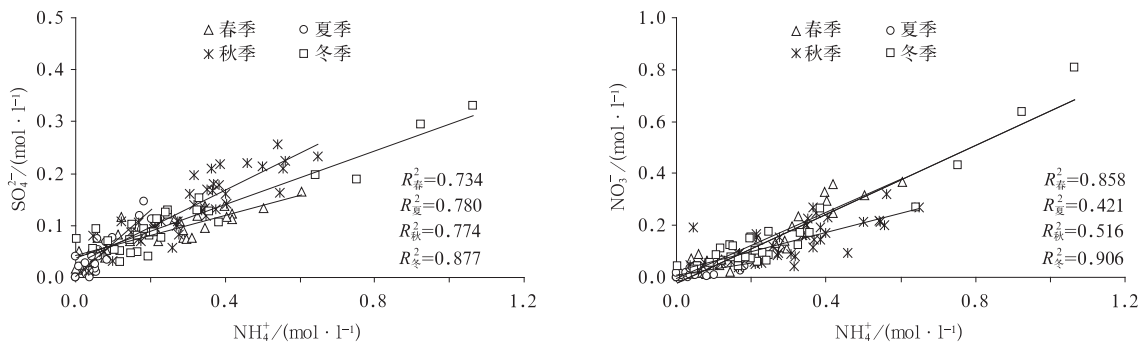 0.5
0.4
0.3
0.2
0.1
0.0
SO₄²⁻/(mol · l⁻¹)
△ 春季 ○ 夏季
* 秋季 □ 冬季
R²春=0.734
R²夏=0.780
R²秋=0.774
R²冬=0.877
0.0 0.4 0.8 1.2
NH₄⁺/(mol · l⁻¹)
1.0
0.8
0.6
0.4
0.2
0.0
NO₃⁻/(mol · l⁻¹)
△ 春季 ○ 夏季
* 秋季 □ 冬季
R²春=0.858
R²夏=0.421
R²秋=0.516
R²冬=0.906
0.0 0.4 0.8 1.2
NH₄⁺/(mol · l⁻¹)